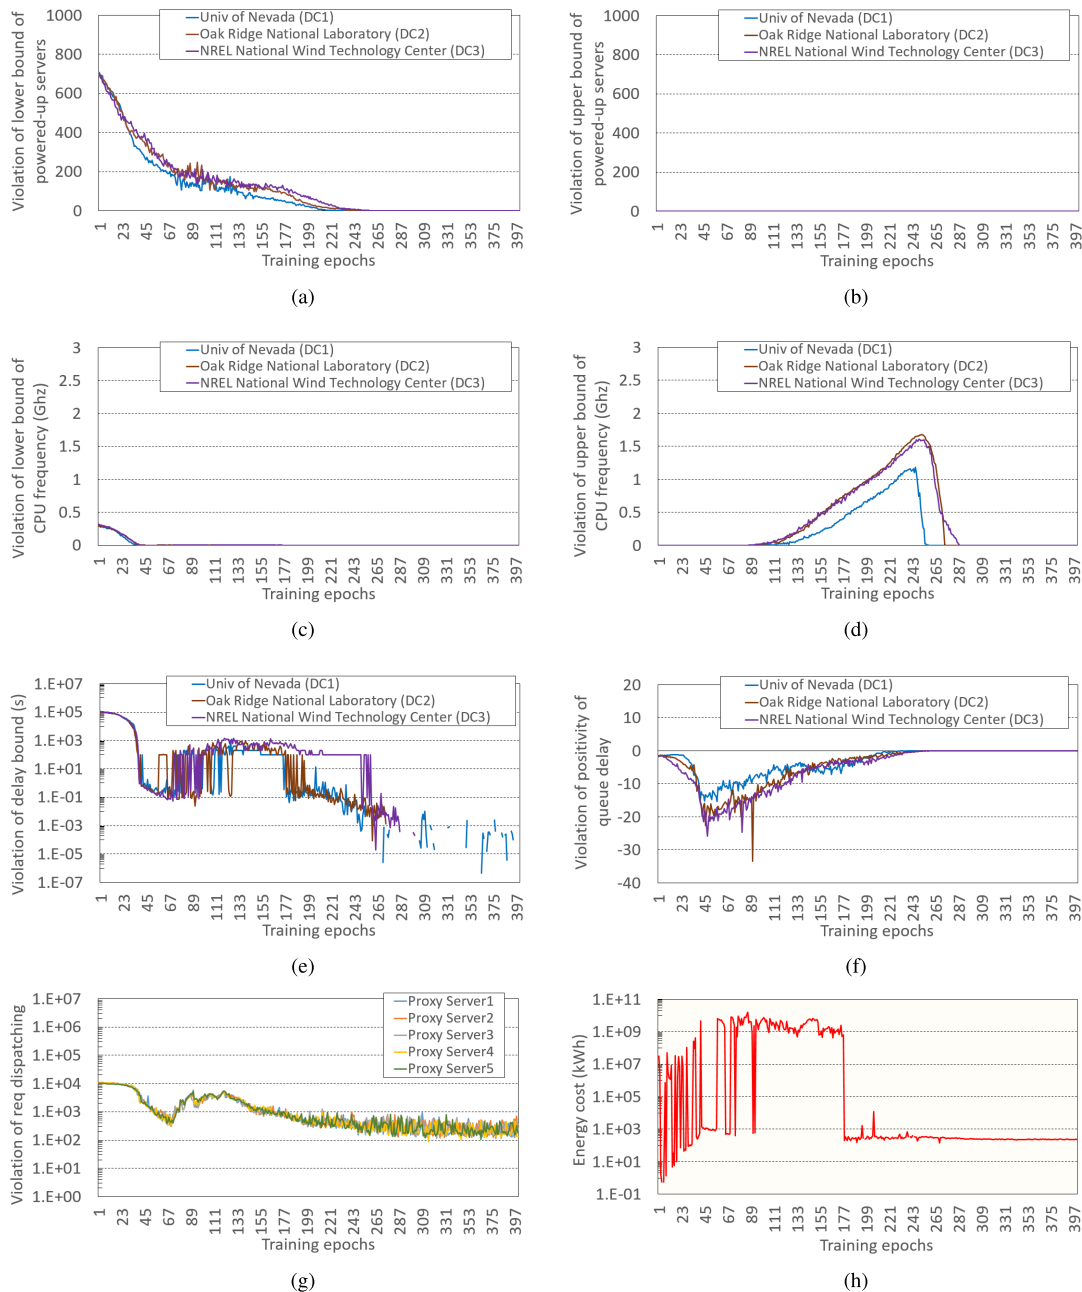 1000
800
600
400
200
0
Violation of lower bound of
powered-up servers
Univ of Nevada (DC1)
Oak Ridge National Laboratory (DC2)
NREL National Wind Technology Center (DC3)
1 23 45 67 89 111 133 155 177 199 221 243 265 287 309 331 353 375 397
Training epochs
(a)
1000
800
600
400
200
0
Violation of upper bound of
powered-up servers
Univ of Nevada (DC1)
Oak Ridge National Laboratory (DC2)
NREL National Wind Technology Center (DC3)
1 23 45 67 89 111 133 155 177 199 221 243 265 287 309 331 353 375 397
Training epochs
(b)
3
2.5
2
1.5
1
0.5
0
Violation of lower bound of
CPU frequency (Ghz)
Univ of Nevada (DC1)
Oak Ridge National Laboratory (DC2)
NREL National Wind Technology Center (DC3)
1 23 45 67 89 111 133 155 177 199 221 243 265 287 309 331 353 375 397
Training epochs
(c)
3
2.5
2
1.5
1
0.5
0
Violation of upper bound of
CPU frequency (Ghz)
Univ of Nevada (DC1)
Oak Ridge National Laboratory (DC2)
NREL National Wind Technology Center (DC3)
1 23 45 67 89 111 133 155 177 199 221 243 265 287 309 331 353 375 397
Training epochs
(d)
1.E+07
1.E+05
1.E+03
1.E+01
1.E-01
1.E-03
1.E-05
1.E-07
Violation of delay bound (s)
Univ of Nevada (DC1)
Oak Ridge National Laboratory (DC2)
NREL National Wind Technology Center (DC3)
1 23 45 67 89 111 133 155 177 199 221 243 265 287 309 331 353 375 397
Training epochs
(e)
20
10
0
-10
-20
-30
-40
Violation of positivity of
queue delay
Univ of Nevada (DC1)
Oak Ridge National Laboratory (DC2)
NREL National Wind Technology Center (DC3)
1 23 45 67 89 111 133 155 177 199 221 243 265 287 309 331 353 375 397
Training epochs
(f)
1.E+07
1.E+06
1.E+05
1.E+04
1.E+03
1.E+02
1.E+01
1.E+00
Violation of req dispatching
Proxy Server1
Proxy Server2
Proxy Server3
Proxy Server4
Proxy Server5
1 23 45 67 89 111 133 155 177 199 221 243 265 287 309 331 353 375 397
Training epochs
(g)
1.E+11
1.E+09
1.E+07
1.E+05
1.E+03
1.E+01
1.E-01
Energy cost (kWh)
1 23 45 67 89 111 133 155 177 199 221 243 265 287 309 331 353 375 397
Training epochs
(h)